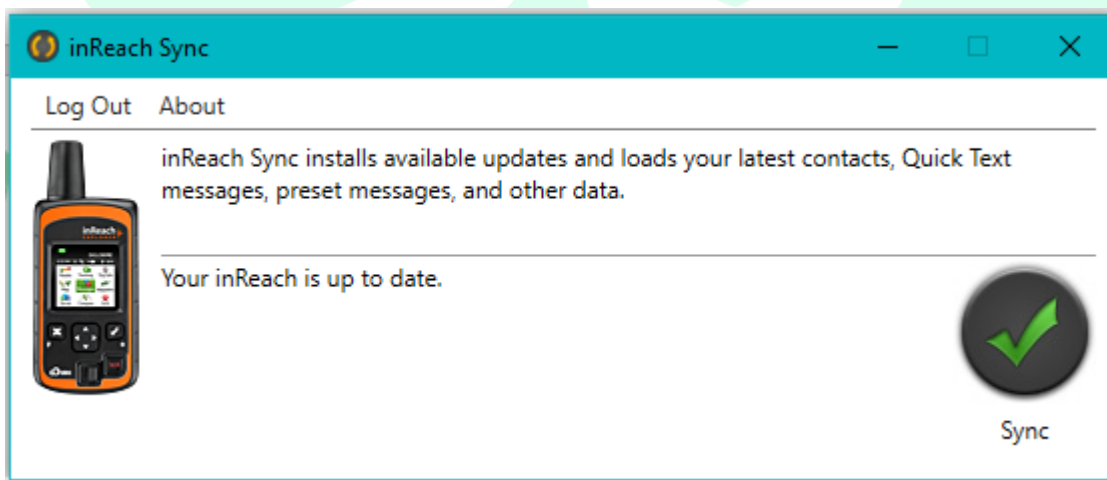 inReach Sync
Log Out About
inReach Sync installs available updates and loads your latest contacts, Quick Text
messages, preset messages, and other data.
inReach
Your inReach is up to date.
Sync